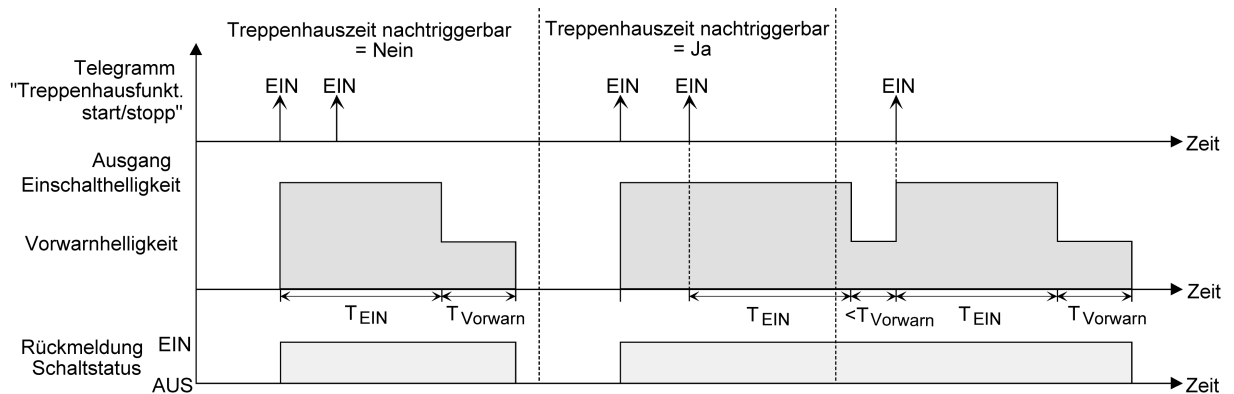 Treppenhauszeit nachtriggerbar
= Nein
Treppenhauszeit nachtriggerbar
= Ja
Telegramm
"Treppenhausfunkt.
start/stopp"
EIN
EIN
EIN
EIN
EIN
Zeit
Ausgang
Einschalthelligkeit
Vorwarnhelligkeit
Zeit
TEIN
TVorwarn
TEIN
<TVorwarn
TEIN
TVorwarn
Rückmeldung
Schaltstatus
EIN
AUS
Zeit